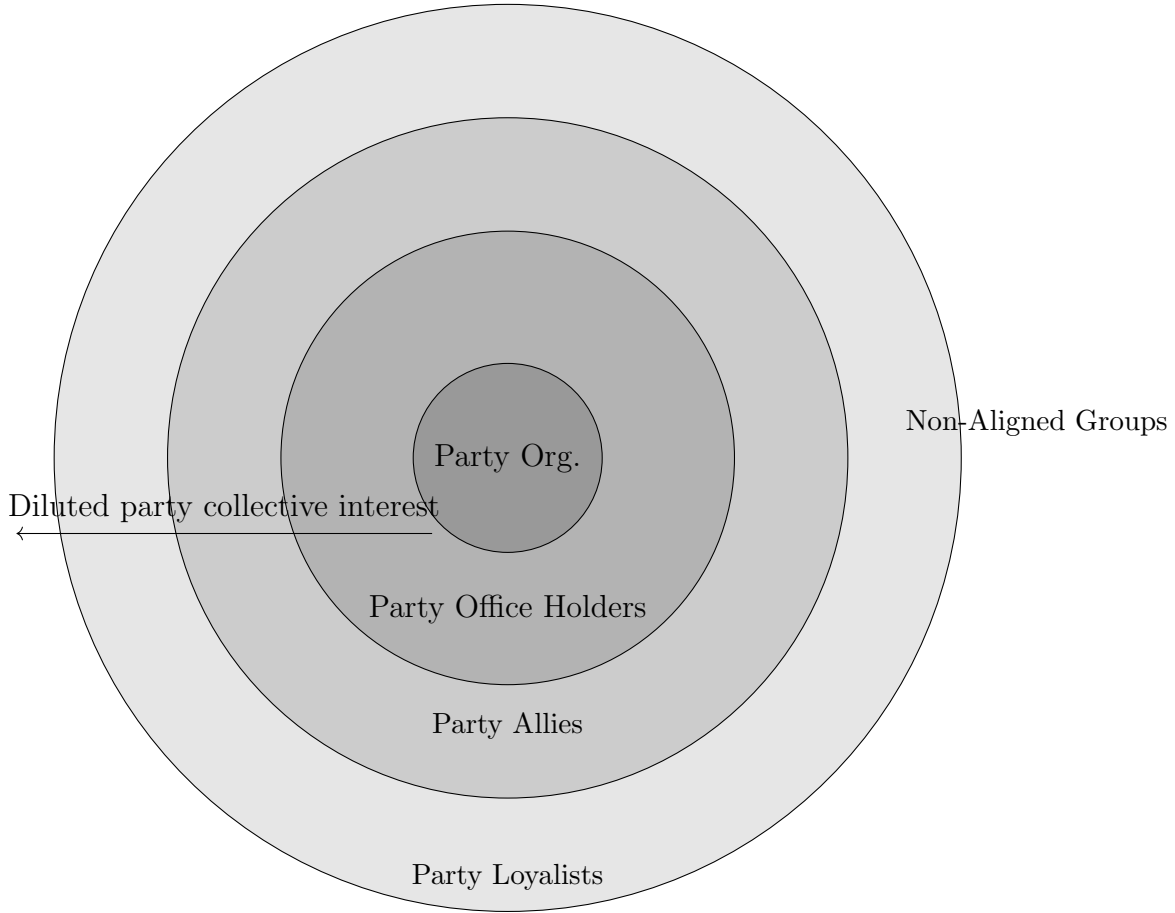 Non-Aligned Groups
Party Org.
Diluted party collective interest
Party Office Holders
Party Allies
Party Loyalists